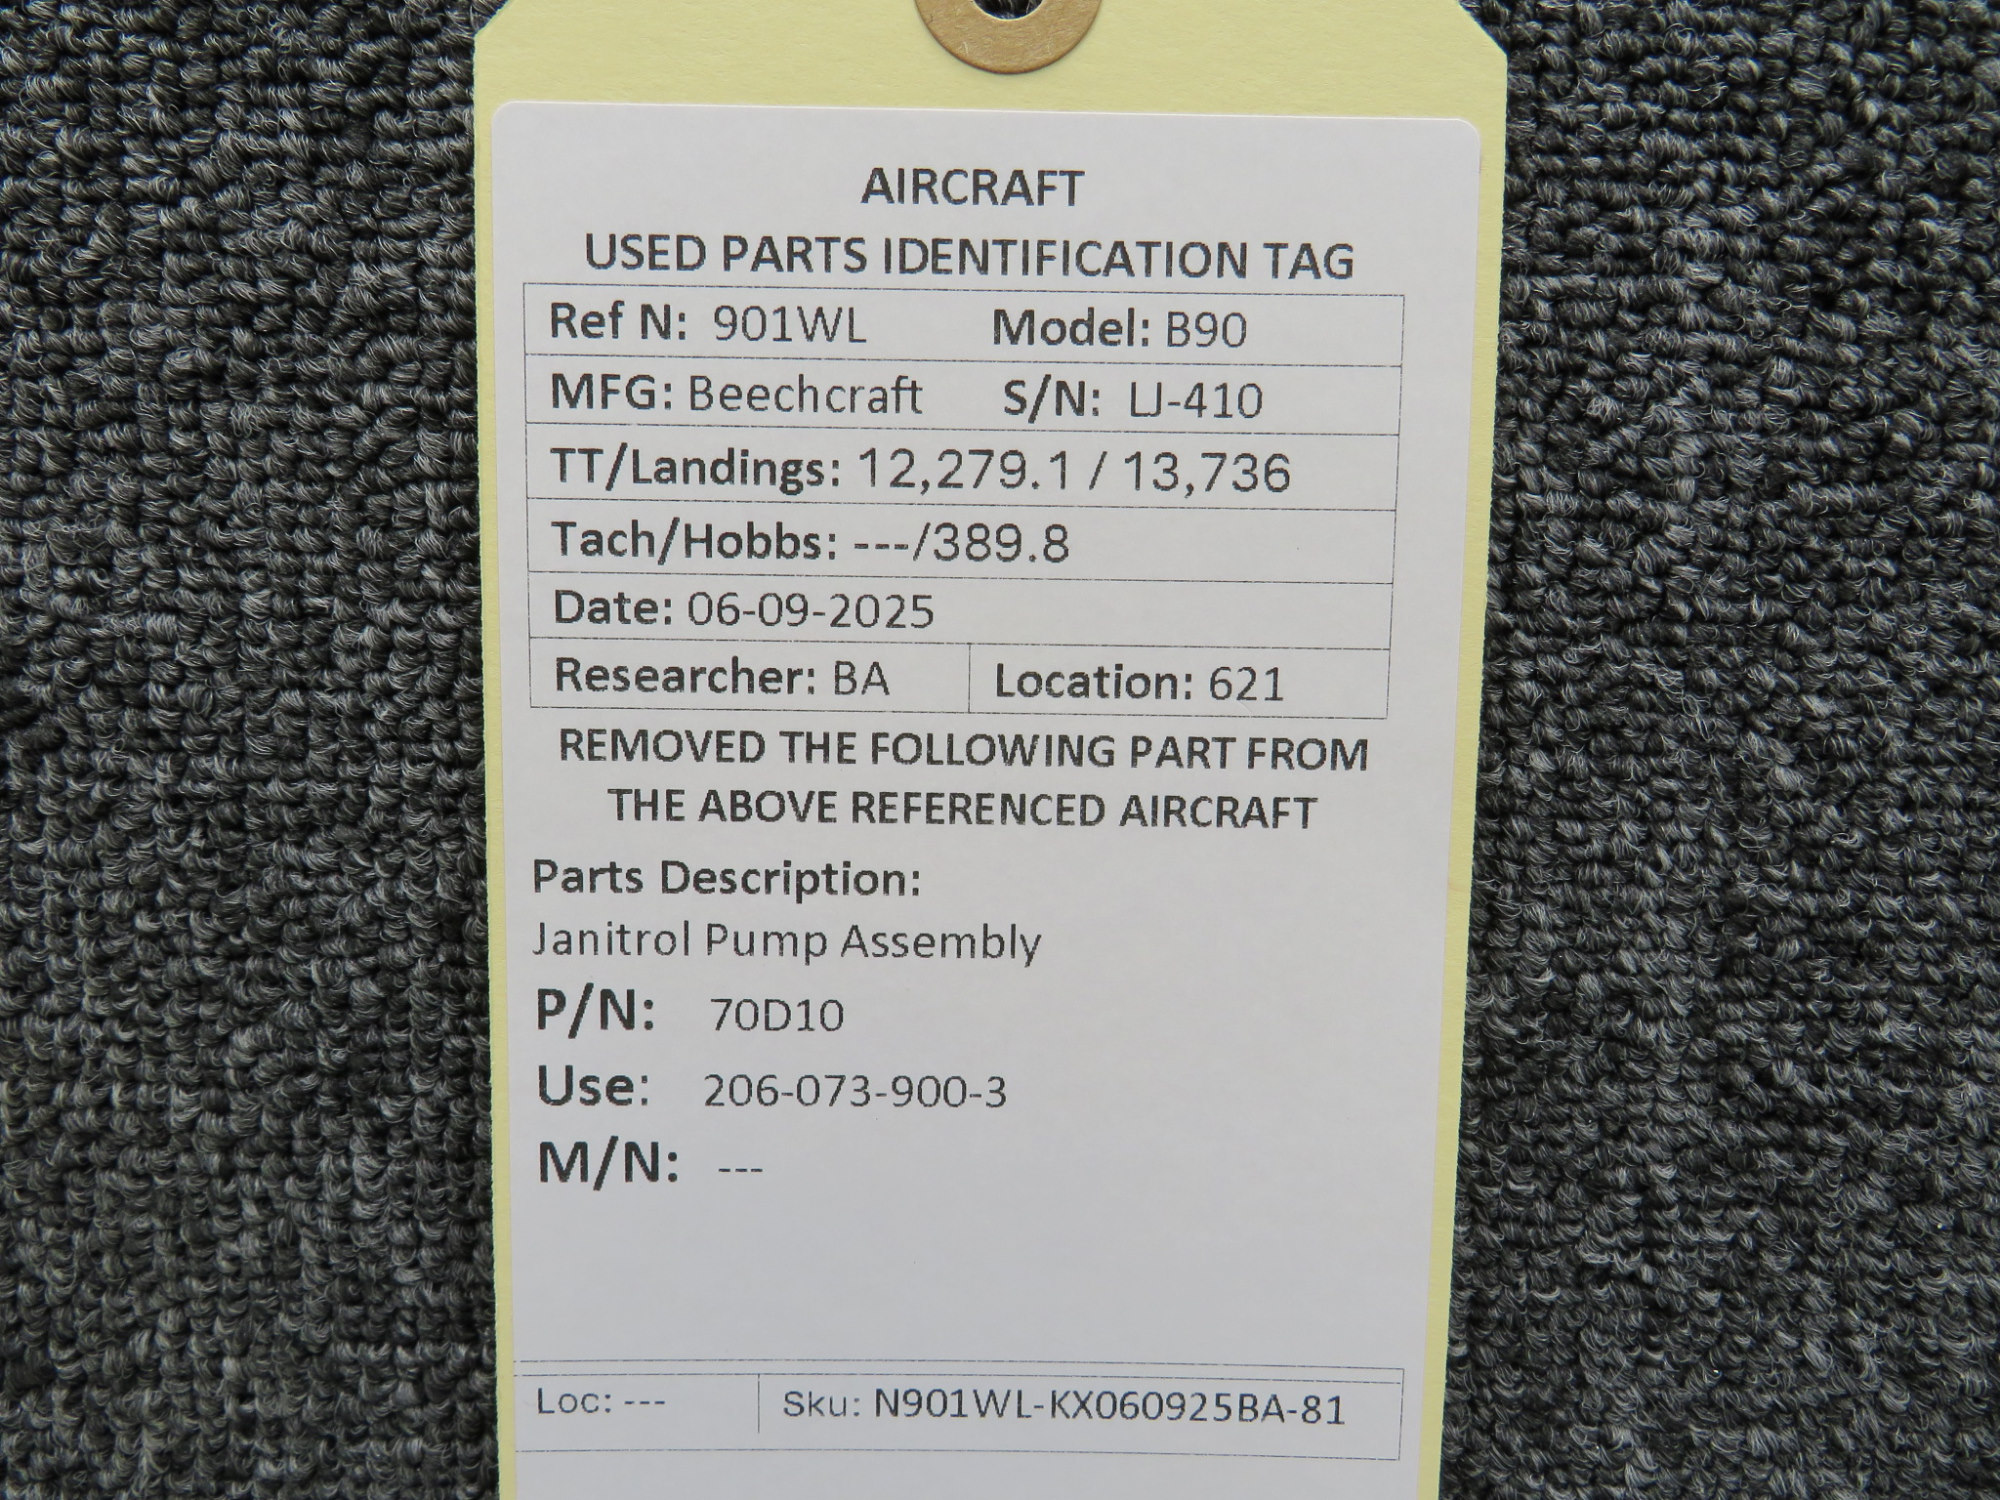 AIRCRAFT
USED PARTS IDENTIFICATION TAG
Ref N: 901WL Model: B90
MFG: Beechcraft S/N: LJ-410
TT/Landings: 12,279.1 / 13,736
Tach/Hobbs: ---/389.8
Date: 06-09-2025
Researcher: BA Location: 621
REMOVED THE FOLLOWING PART FROM
THE ABOVE REFERENCED AIRCRAFT
Parts Description:
Janitrol Pump Assembly
P/N: 70D10
Use: 206-073-900-3
M/N: ---
Loc: --- Sku: N901WL-KX060925BA-81